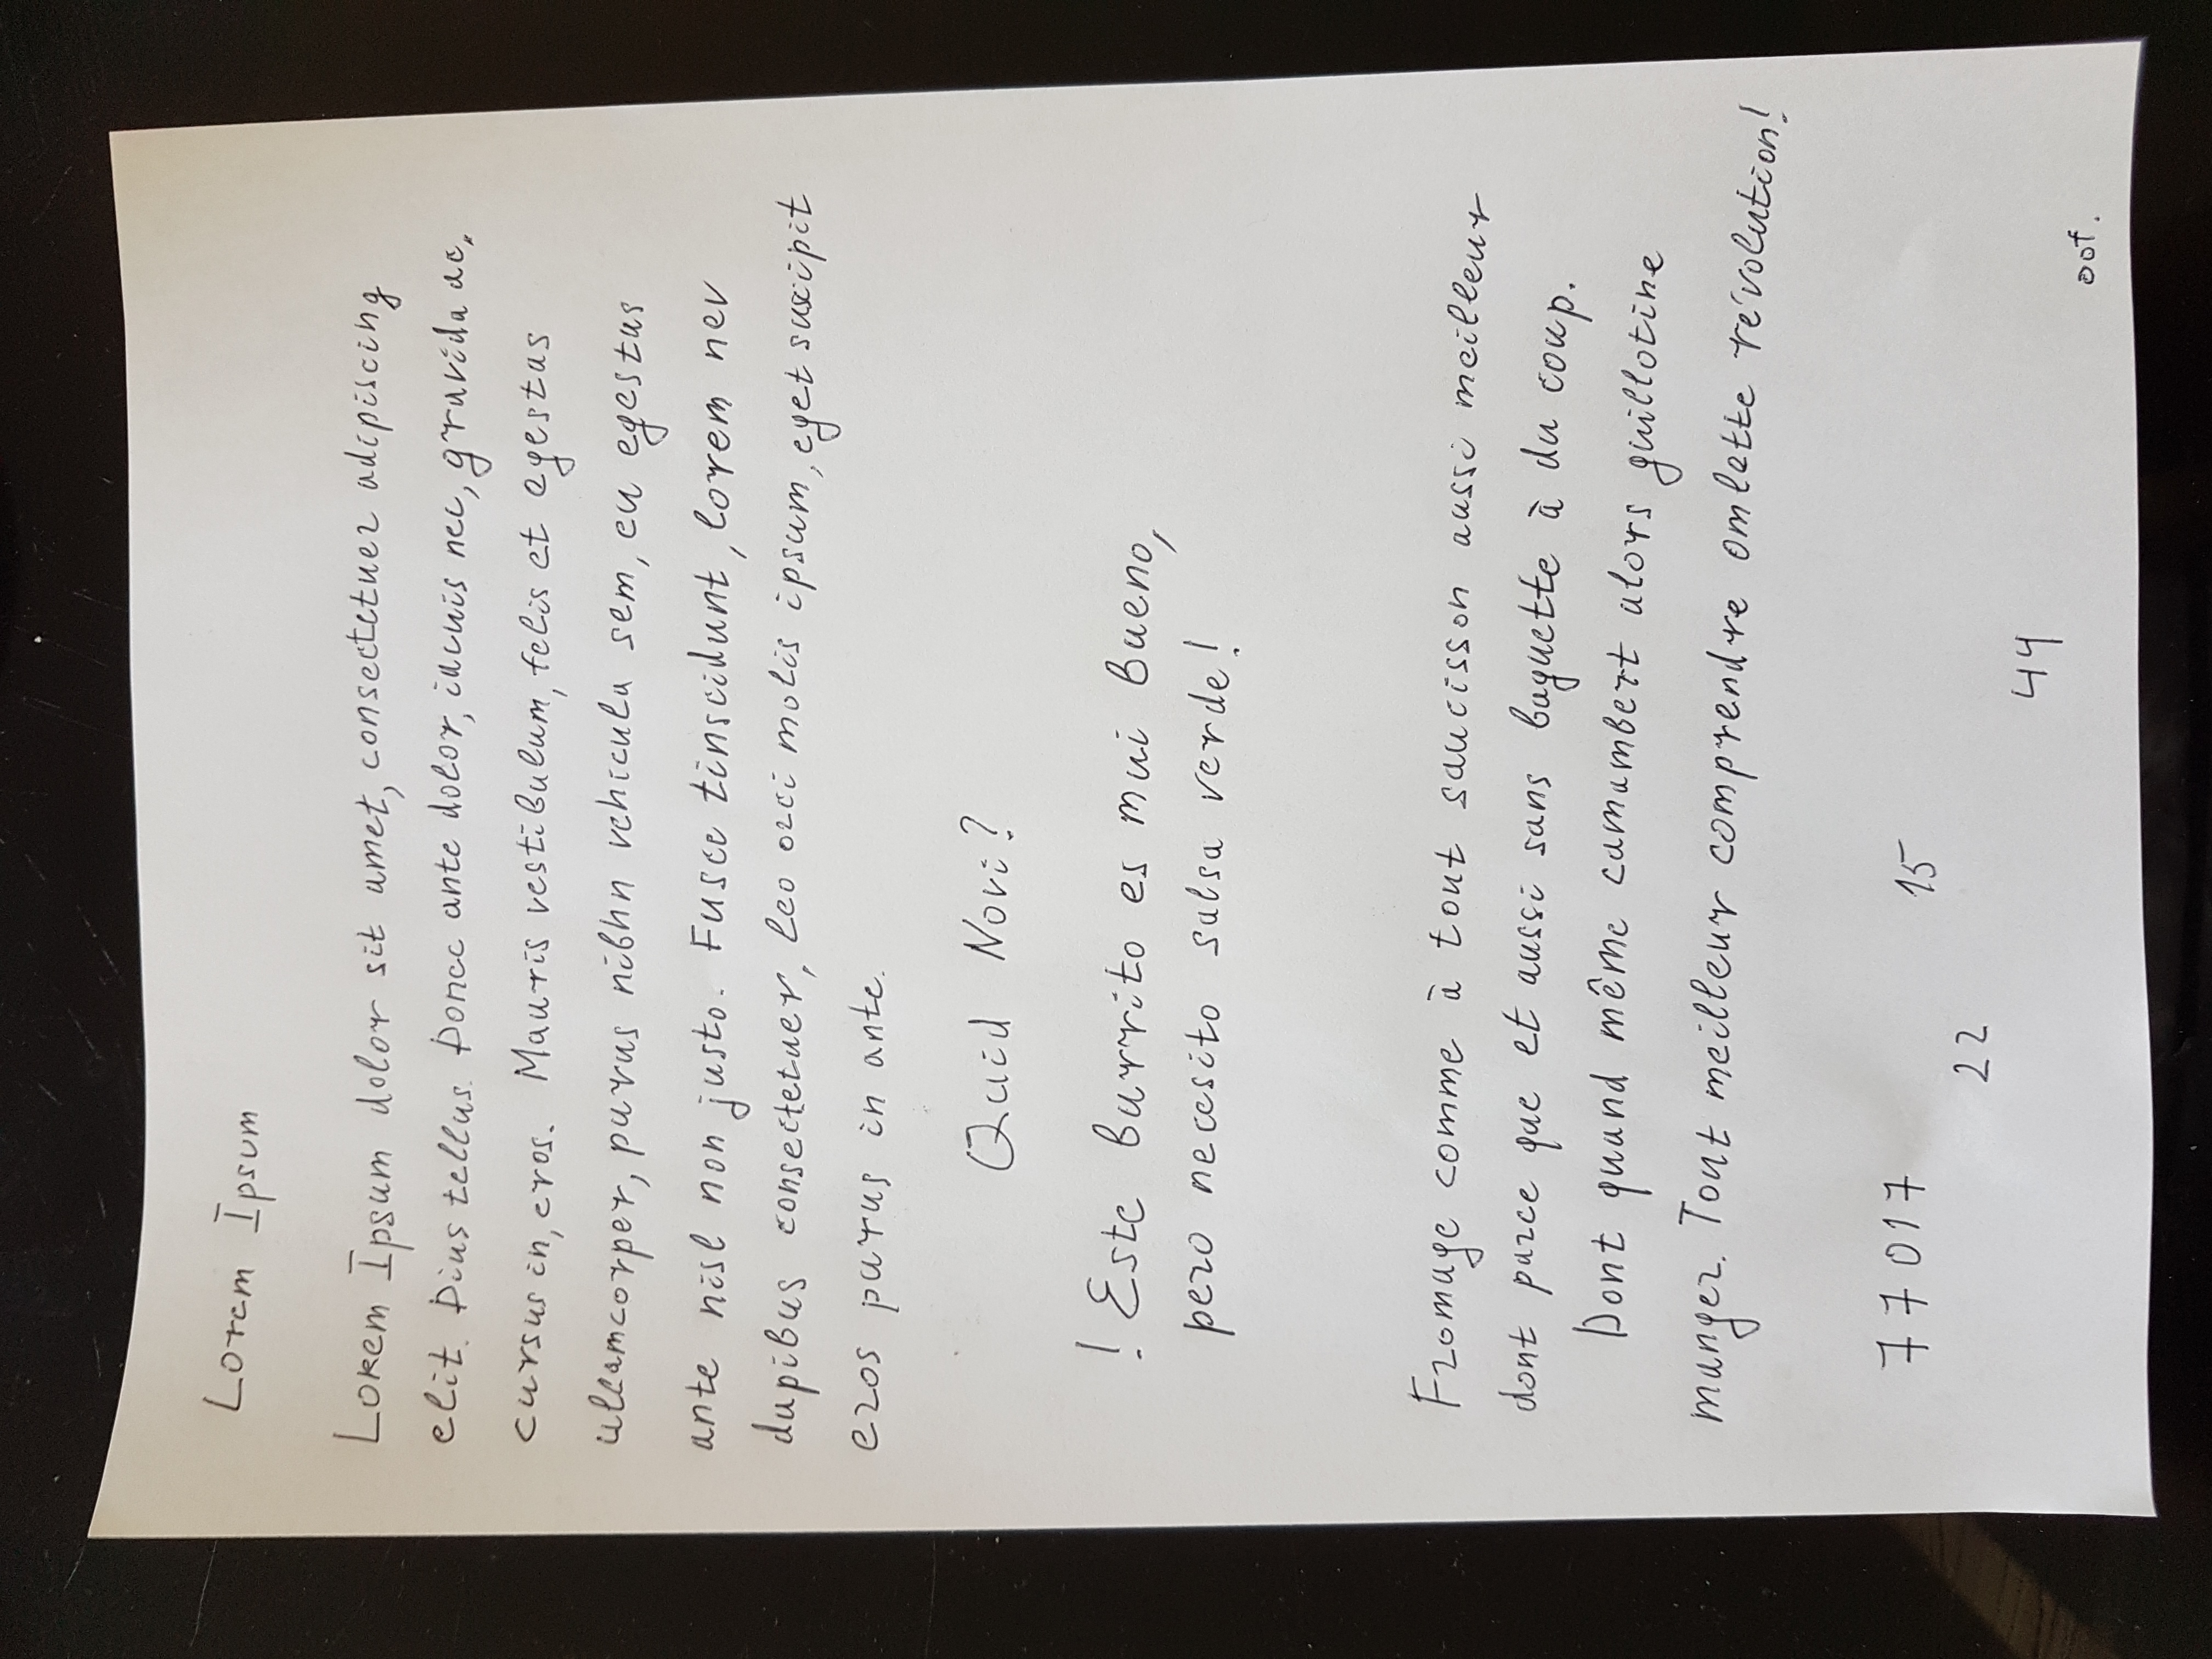 Lorem Ipsum
Lorem Ipsum dolor sit amet, consectetuer adipiscing
elit. Dius tellus. Donec ante dolor, iacuis nec, gravida ac,
cursus in, eros. Mauris vestibulum, felis et egestas
ullamcorper, purus nibhn vehicula sem, eu egestas
ante nisl non justo. Fusce tinscidunt, lorem nev
dapibus consectetuer, leo orci molis ipsum, eget suscipit
eros purus in ante.
Quid Novi?
! Este burrito es mui bueno,
pero necesito salsa verde!
Fromage comme à tout saucisson aussi meilleur
dont parce que et aussi sans baguette à du coup.
Dont quand même camambert alors guillotine
manger. Tout meilleur comprendre omlette révolution!
77017
15
22
44
oof.